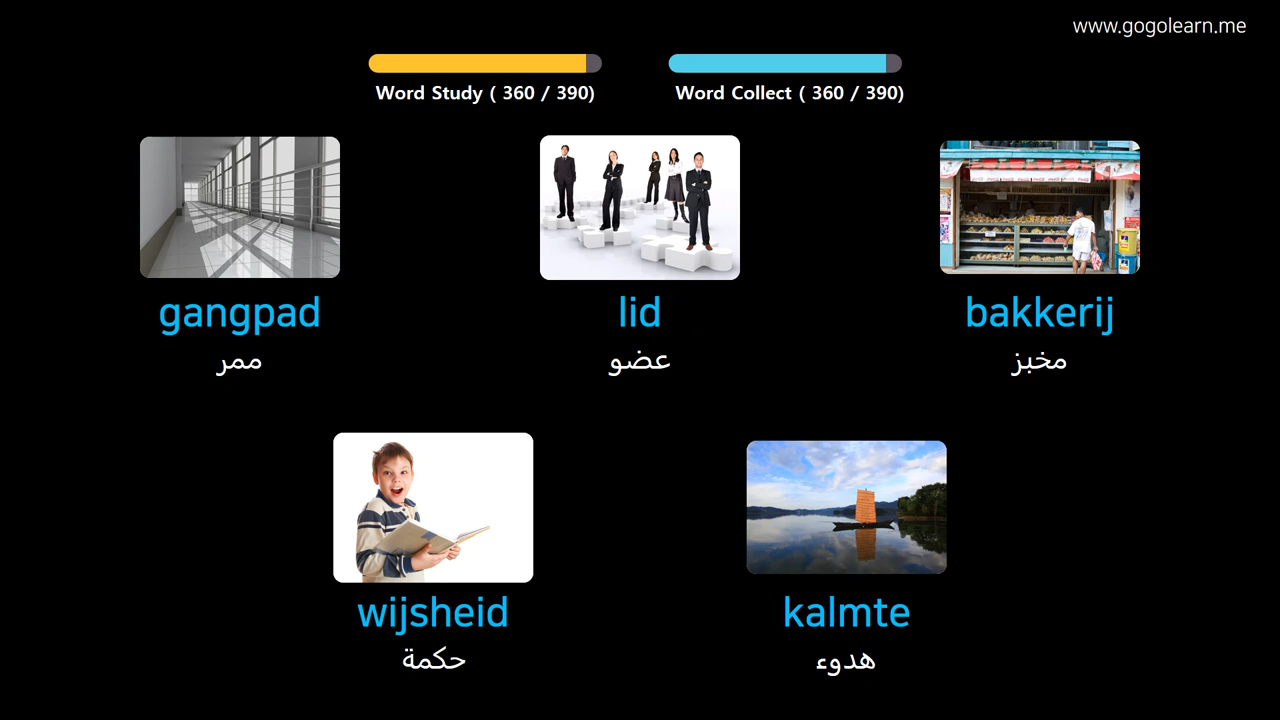 www.gogolearn.me
Word Study ( 360 / 390)
Word Collect ( 360 / 390)
gangpad
ممر
lid
عضو
bakkerij
مخبز
wijsheid
حكمة
kalmte
هدوء